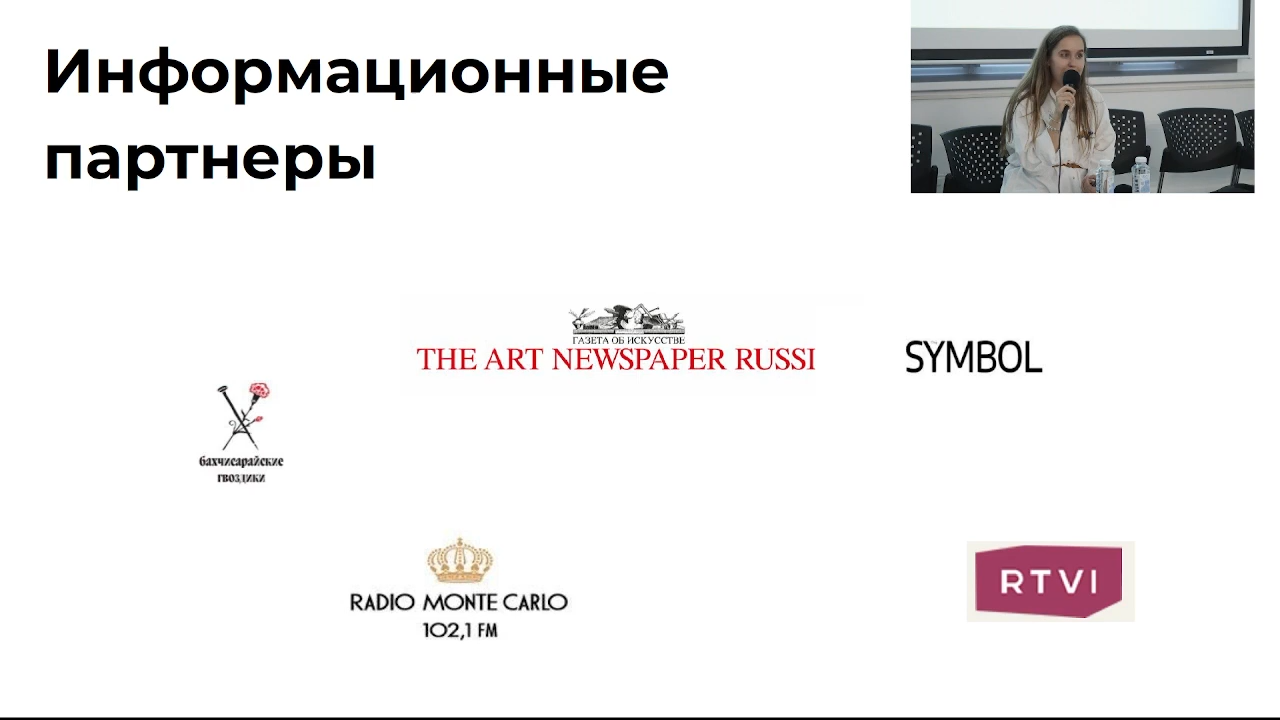 Информационные
партнеры
ГАЗЕТА ОБ ИСКУССТВЕ
THE ART NEWSPAPER RUSSI
SYMBOL
бахчисарайские
гвоздики
RADIO MONTE CARLO
102,1 FM
RTVI